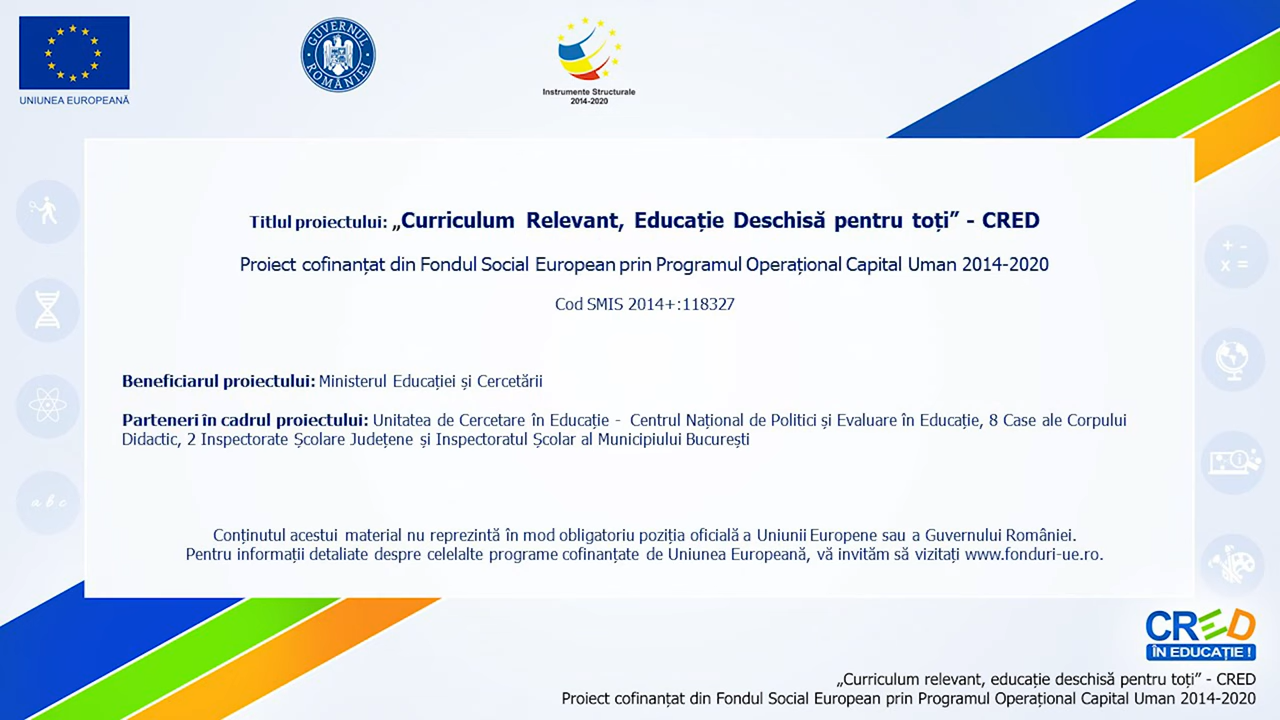 UNIUNEA EUROPEANĂ
GUVERNUL ROMÂNIEI
Instrumente Structurale
2014-2020
Titlul proiectului: „Curriculum Relevant, Educație Deschisă pentru toți” - CRED
Proiect cofinanțat din Fondul Social European prin Programul Operațional Capital Uman 2014-2020
Cod SMIS 2014+:118327
Beneficiarul proiectului: Ministerul Educației și Cercetării
Parteneri în cadrul proiectului: Unitatea de Cercetare în Educație - Centrul Național de Politici și Evaluare în Educație, 8 Case ale Corpului
Didactic, 2 Inspectorate Școlare Județene și Inspectoratul Școlar al Municipiului București
Conținutul acestui material nu reprezintă în mod obligatoriu poziția oficială a Uniunii Europene sau a Guvernului României.
Pentru informații detaliate despre celelalte programe cofinanțate de Uniunea Europeană, vă invităm să vizitați www.fonduri-ue.ro.
+ -
x =
a b c
CRED
ÎN EDUCAȚIE !
„Curriculum relevant, educație deschisă pentru toți” - CRED
Proiect cofinanțat din Fondul Social European prin Programul Operațional Capital Uman 2014-2020